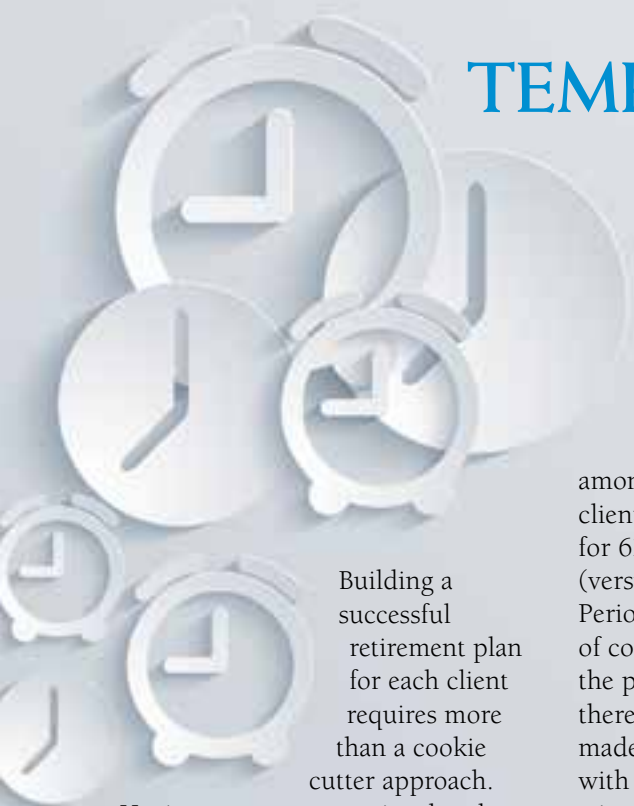 Building a
successful
retirement plan
for each client
requires more
than a cookie
cutter approach.
amon
client
for 6
(vers
Perio
of co
the p
there
made
with